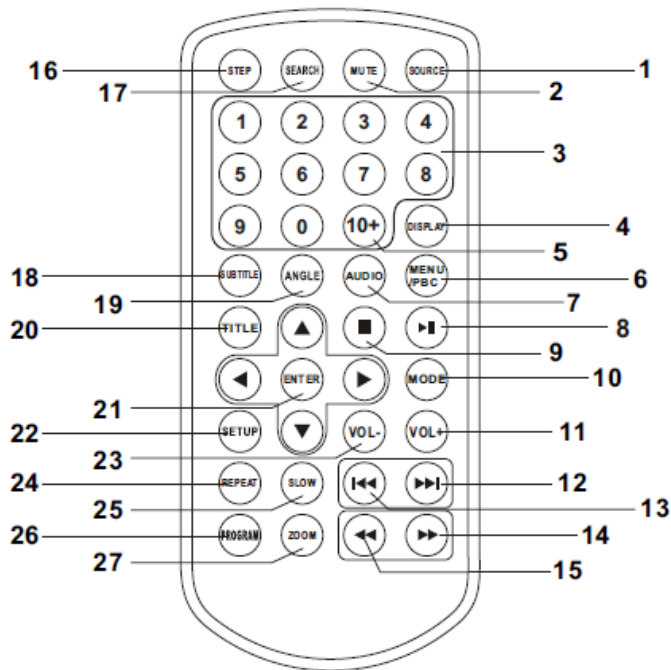 16 STEP SEARCH MUTE SOURCE 1
17 2
1 2 3 4
3
5 6 7 8
9 0 10+ DISPLAY 4
5
18 SUBTITLE ANGLE AUDIO MENU /PBC 6
19 7
20 TITLE 8
9
ENTER MODE 10
21
22 SETUP VOL- VOL+ 11
23
24 REPEAT SLOW 12
25 13
26 PROGRAM ZOOM 14
27 15